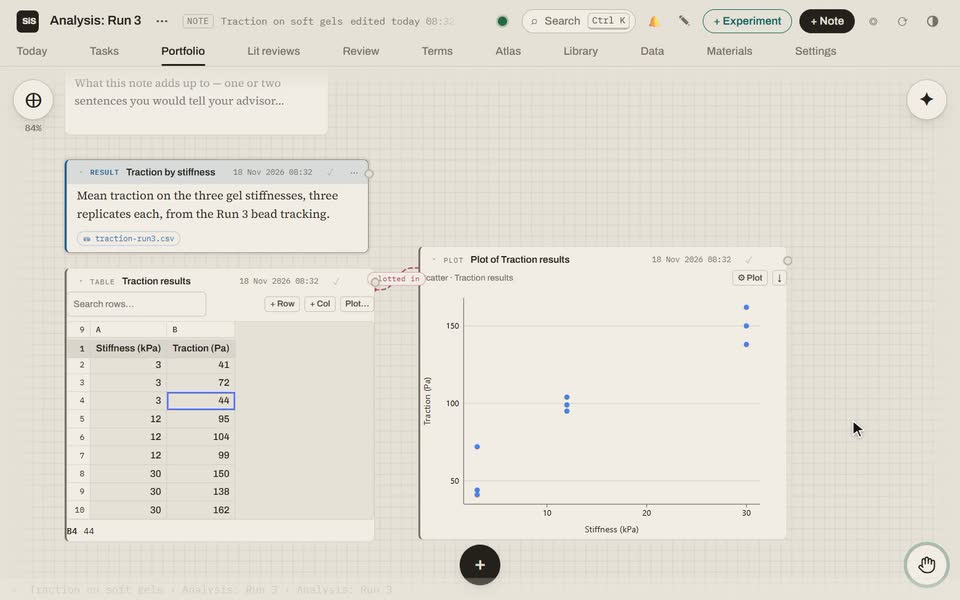 SIS Analysis: Run 3 ··· NOTE Traction on soft gels edited today 08:32 Search Ctrl K + Experiment + Note
Today Tasks Portfolio Lit reviews Review Terms Atlas Library Data Materials Settings
What this note adds up to — one or two
sentences you would tell your advisor...
84%
RESULT Traction by stiffness 18 Nov 2026 08:32 ✓ ···
Mean traction on the three gel stiffnesses, three
replicates each, from the Run 3 bead tracking.
traction-run3.csv
TABLE Traction results 18 Nov 2026 08:32 ✓
Search rows... + Row + Col Plot...
9 A B
1 Stiffness (kPa) Traction (Pa)
2 3 41
3 3 72
4 3 44
5 12 95
6 12 104
7 12 99
8 30 150
9 30 138
10 30 162
B4 44
lotted in
PLOT Plot of Traction results 18 Nov 2026 08:32 ✓
catter · Traction results Plot ↓
150
100
50
Traction (Pa)
10 20 30
Stiffness (kPa)
+
Traction on soft gels › Analysis: Run 3 › Analysis: Run 3